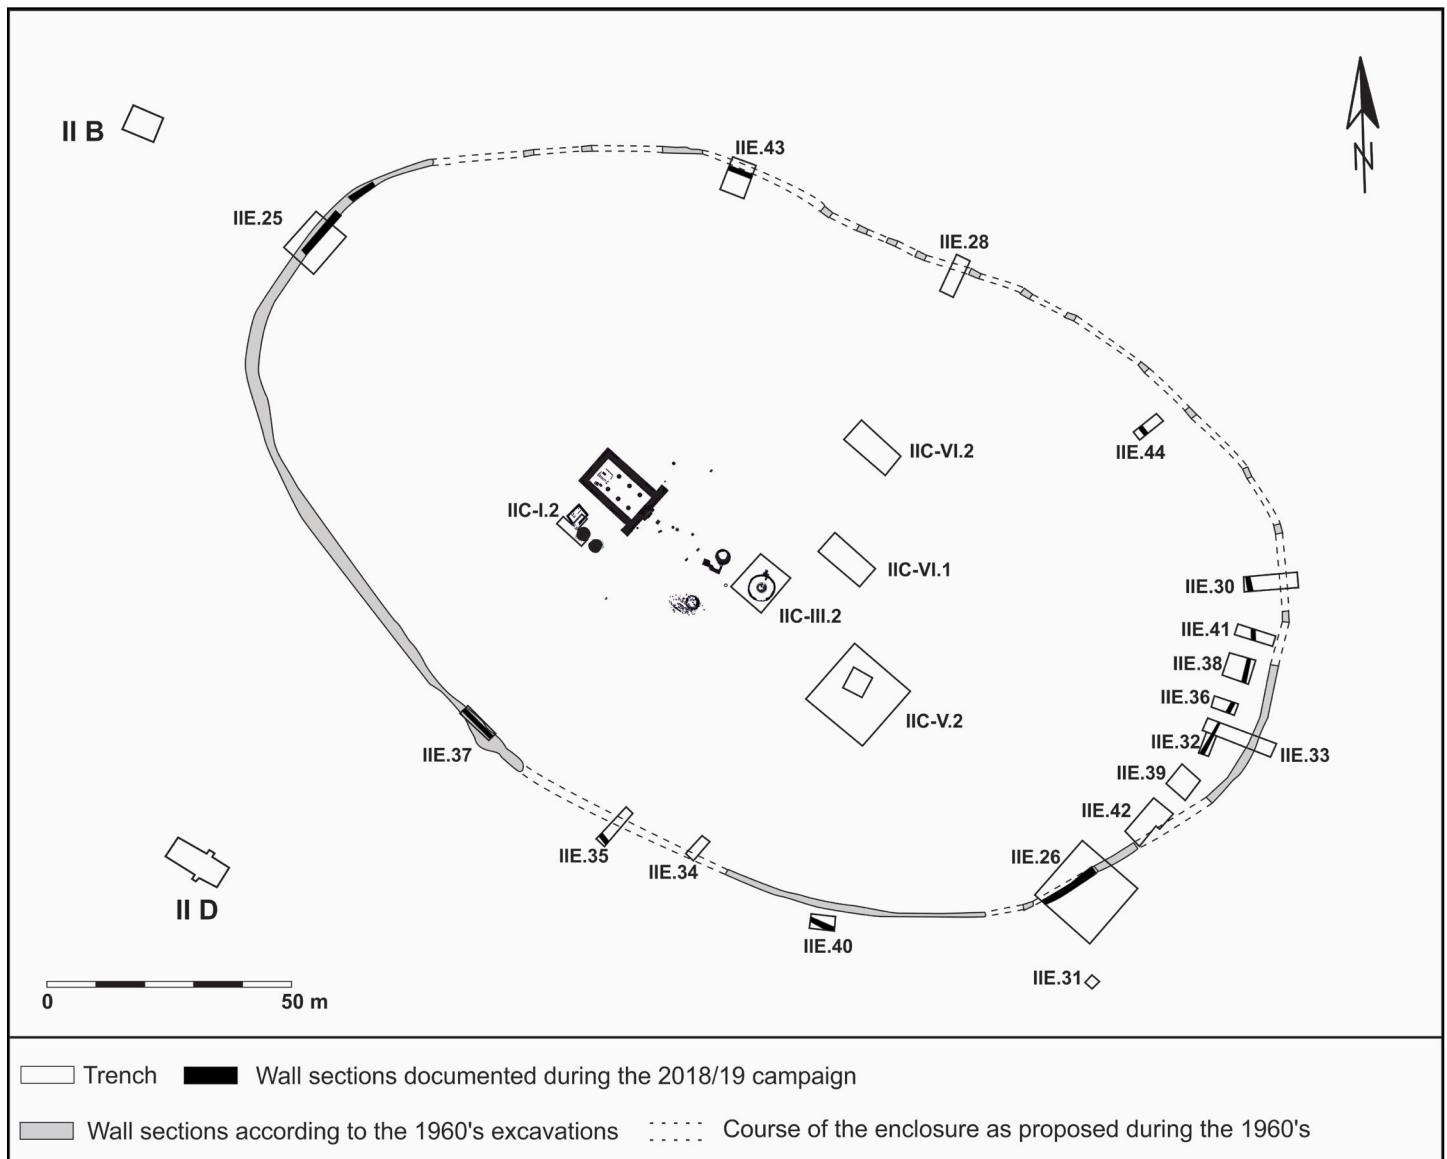 N
II B
IIE.43
IIE.25
IIE.28
IIC-VI.2
IIE.44
IIC-I.2
IIC-VI.1
IIE.30
IIC-III.2
IIE.41
IIE.38
IIE.36
IIC-V.2
IIE.32
IIE.33
IIE.37
IIE.39
IIE.42
IIE.35
IIE.34
IIE.26
II D
IIE.40
IIE.31
0 50 m
Trench Wall sections documented during the 2018/19 campaign
Wall sections according to the 1960's excavations Course of the enclosure as proposed during the 1960's